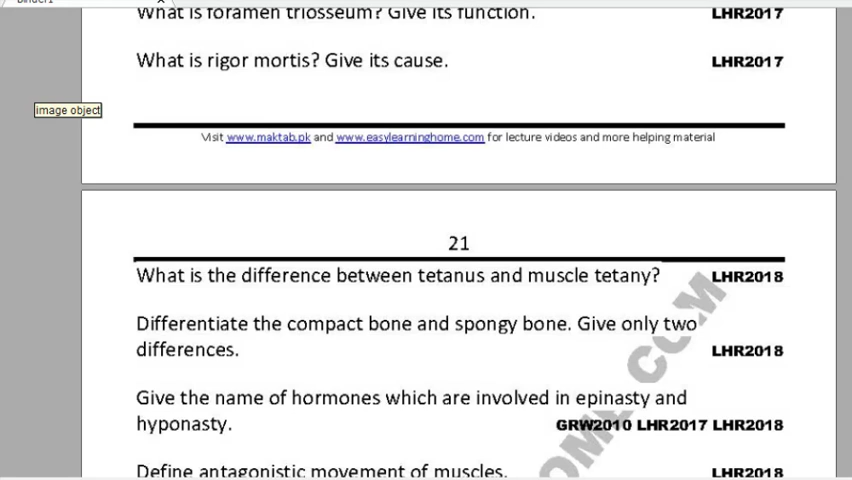 What is foramen triosseum? Give its function. LHR2017
What is rigor mortis? Give its cause. LHR2017
image object
Visit www.maktab.pk and www.easylearninghome.com for lecture videos and more helping material
21
What is the difference between tetanus and muscle tetany? LHR2018
Differentiate the compact bone and spongy bone. Give only two
differences. LHR2018
Give the name of hormones which are involved in epinasty and
hyponasty. GRW2010 LHR2017 LHR2018
Define antagonistic movement of muscles. LHR2018